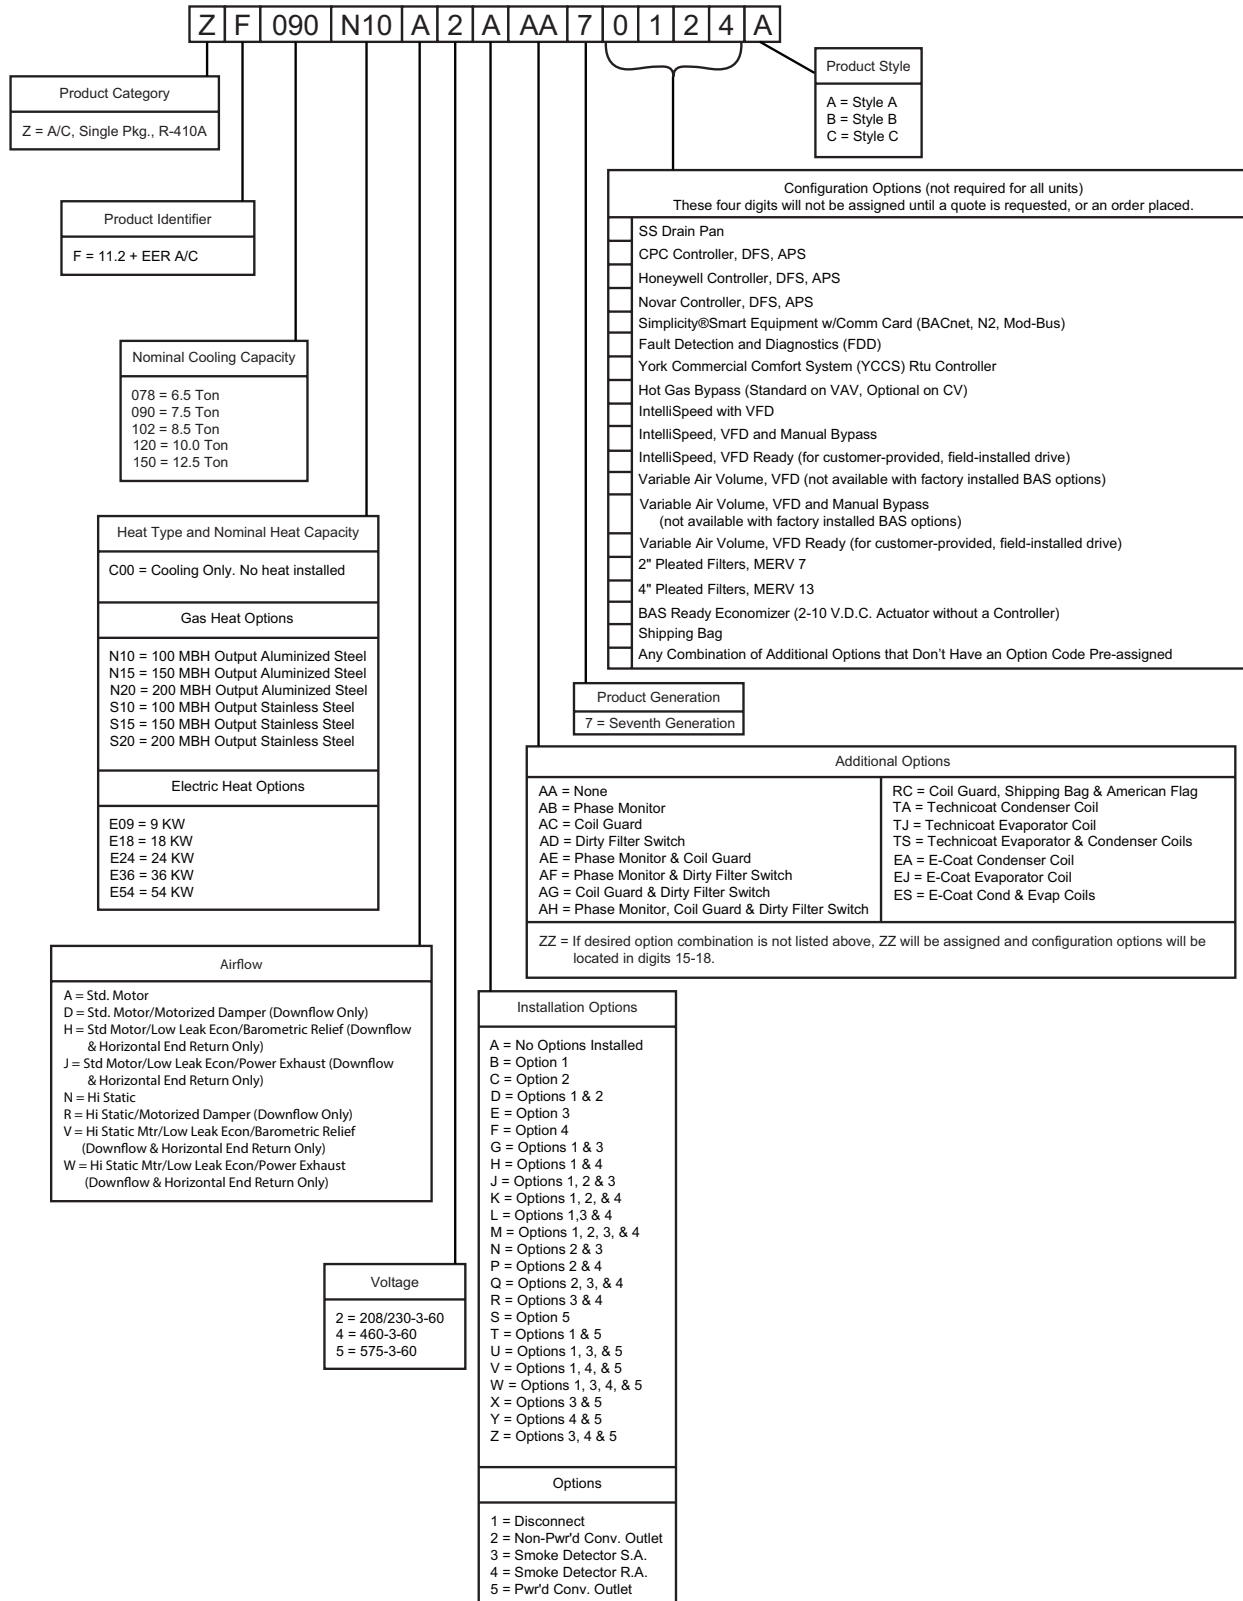 Z F 090 N10 A 2 A AA 7 0 1 2 4 A
Product Category
Z = A/C, Single Pkg., R-410A
Product Identifier
F = 11.2 + EER A/C
Nominal Cooling Capacity
078 = 6.5 Ton
090 = 7.5 Ton
102 = 8.5 Ton
120 = 10.0 Ton
150 = 12.5 Ton
Heat Type and Nominal Heat Capacity
C00 = Cooling Only. No heat installed
Gas Heat Options
N10 = 100 MBH Output Aluminized Steel
N15 = 150 MBH Output Aluminized Steel
N20 = 200 MBH Output Aluminized Steel
S10 = 100 MBH Output Stainless Steel
S15 = 150 MBH Output Stainless Steel
S20 = 200 MBH Output Stainless Steel
Electric Heat Options
E09 = 9 KW
E18 = 18 KW
E24 = 24 KW
E36 = 36 KW
E54 = 54 KW
Airflow
A = Std. Motor
D = Std. Motor/Motorized Damper (Downflow Only)
H = Std Motor/Low Leak Econ/Barometric Relief (Downflow
& Horizontal End Return Only)
J = Std Motor/Low Leak Econ/Power Exhaust (Downflow
& Horizontal End Return Only)
N = Hi Static
R = Hi Static/Motorized Damper (Downflow Only)
V = Hi Static Mtr/Low Leak Econ/Barometric Relief
(Downflow & Horizontal End Return Only)
W = Hi Static Mtr/Low Leak Econ/Power Exhaust
(Downflow & Horizontal End Return Only)
Voltage
2 = 208/230-3-60
4 = 460-3-60
5 = 575-3-60
Installation Options
A = No Options Installed
B = Option 1
C = Option 2
D = Options 1 & 2
E = Option 3
F = Option 4
G = Options 1 & 3
H = Options 1 & 4
J = Options 1, 2 & 3
K = Options 1, 2, & 4
L = Options 1,3 & 4
M = Options 1, 2, 3, & 4
N = Options 2 & 3
P = Options 2 & 4
Q = Options 2, 3, & 4
R = Options 3 & 4
S = Option 5
T = Options 1 & 5
U = Options 1, 3, & 5
V = Options 1, 4, & 5
W = Options 1, 3, 4, & 5
X = Options 3 & 5
Y = Options 4 & 5
Z = Options 3, 4 & 5
Options
1 = Disconnect
2 = Non-Pwr'd Conv. Outlet
3 = Smoke Detector S.A.
4 = Smoke Detector R.A.
5 = Pwr'd Conv. Outlet
Additional Options
AA = None
AB = Phase Monitor
AC = Coil Guard
AD = Dirty Filter Switch
AE = Phase Monitor & Coil Guard
AF = Phase Monitor & Dirty Filter Switch
AG = Coil Guard & Dirty Filter Switch
AH = Phase Monitor, Coil Guard & Dirty Filter Switch
RC = Coil Guard, Shipping Bag & American Flag
TA = Technicoat Condenser Coil
TJ = Technicoat Evaporator Coil
TS = Technicoat Evaporator & Condenser Coils
EA = E-Coat Condenser Coil
EJ = E-Coat Evaporator Coil
ES = E-Coat Cond & Evap Coils
ZZ = If desired option combination is not listed above, ZZ will be assigned and configuration options will be
located in digits 15-18.
Product Generation
7 = Seventh Generation
Configuration Options (not required for all units)
These four digits will not be assigned until a quote is requested, or an order placed.
SS Drain Pan
CPC Controller, DFS, APS
Honeywell Controller, DFS, APS
Novar Controller, DFS, APS
Simplicity®Smart Equipment w/Comm Card (BACnet, N2, Mod-Bus)
Fault Detection and Diagnostics (FDD)
York Commercial Comfort System (YCCS) Rtu Controller
Hot Gas Bypass (Standard on VAV, Optional on CV)
IntelliSpeed with VFD
IntelliSpeed, VFD and Manual Bypass
IntelliSpeed, VFD Ready (for customer-provided, field-installed drive)
Variable Air Volume, VFD (not available with factory installed BAS options)
Variable Air Volume, VFD and Manual Bypass
(not available with factory installed BAS options)
Variable Air Volume, VFD Ready (for customer-provided, field-installed drive)
2" Pleated Filters, MERV 7
4" Pleated Filters, MERV 13
BAS Ready Economizer (2-10 V.D.C. Actuator without a Controller)
Shipping Bag
Any Combination of Additional Options that Don't Have an Option Code Pre-assigned
Product Style
A = Style A
B = Style B
C = Style C